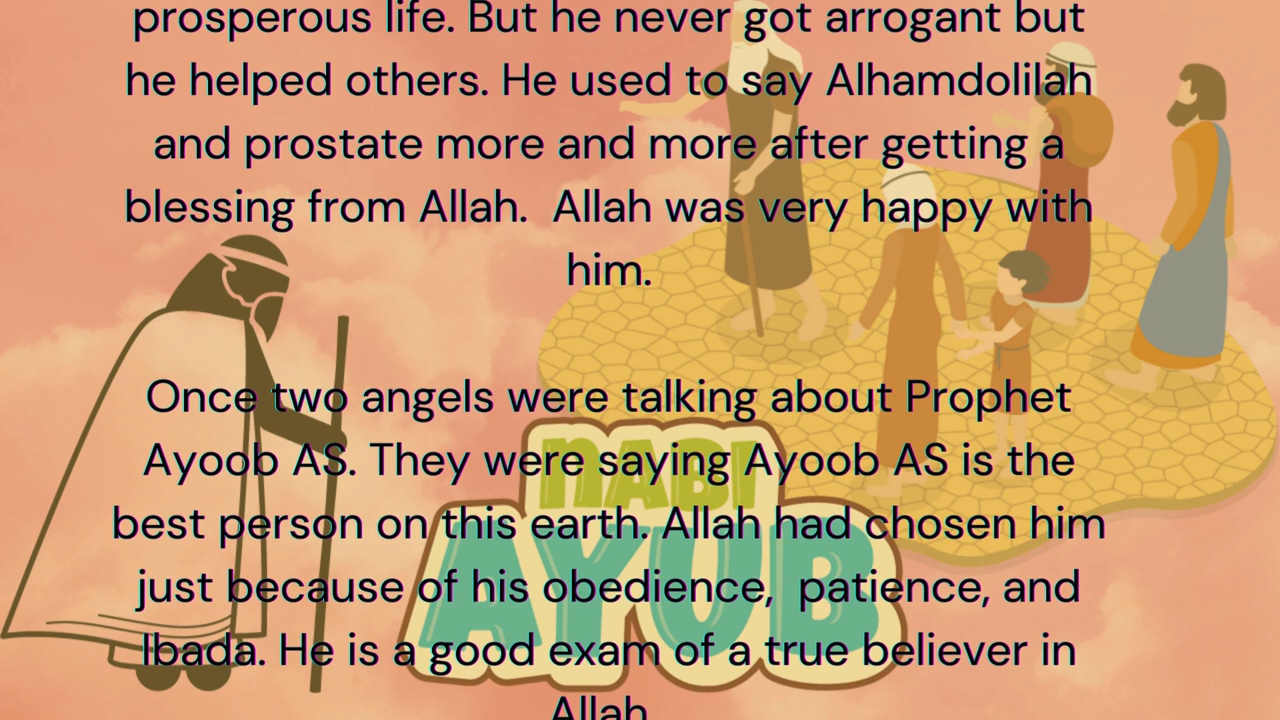 prosperous life. But he never got arrogant but
he helped others. He used to say Alhamdolilah
and prostate more and more after getting a
blessing from Allah.  Allah was very happy with
him.
Once two angels were talking about Prophet
Ayoob AS. They were saying Ayoob AS is the
best person on this earth. Allah had chosen him
just because of his obedience,  patience, and
Ibada. He is a good exam of a true believer in
Allah
NABI
AYUB